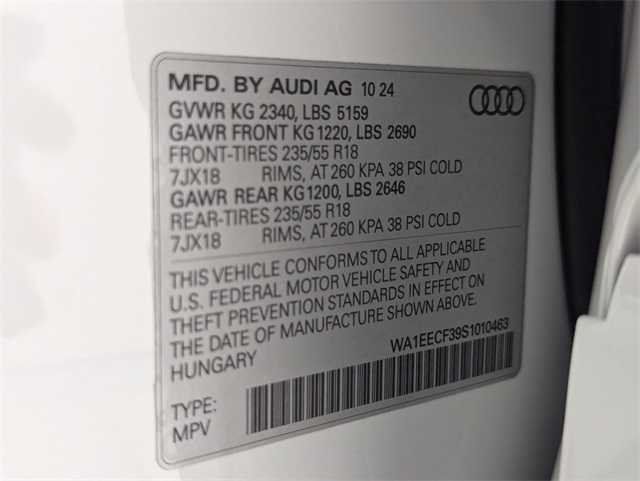 MFD. BY AUDI AG 10 24
GVWR KG 2340, LBS 5159
GAWR FRONT KG 1220, LBS 2690
FRONT-TIRES 235/55 R18
7JX18 RIMS, AT 260 KPA 38 PSI COLD
GAWR REAR KG 1200, LBS 2646
REAR-TIRES 235/55 R18
7JX18 RIMS, AT 260 KPA 38 PSI COLD
THIS VEHICLE CONFORMS TO ALL APPLICABLE
U.S. FEDERAL MOTOR VEHICLE SAFETY AND
THEFT PREVENTION STANDARDS IN EFFECT ON
THE DATE OF MANUFACTURE SHOWN ABOVE.
HUNGARY WA1EECF39S1010463
TYPE:
MPV